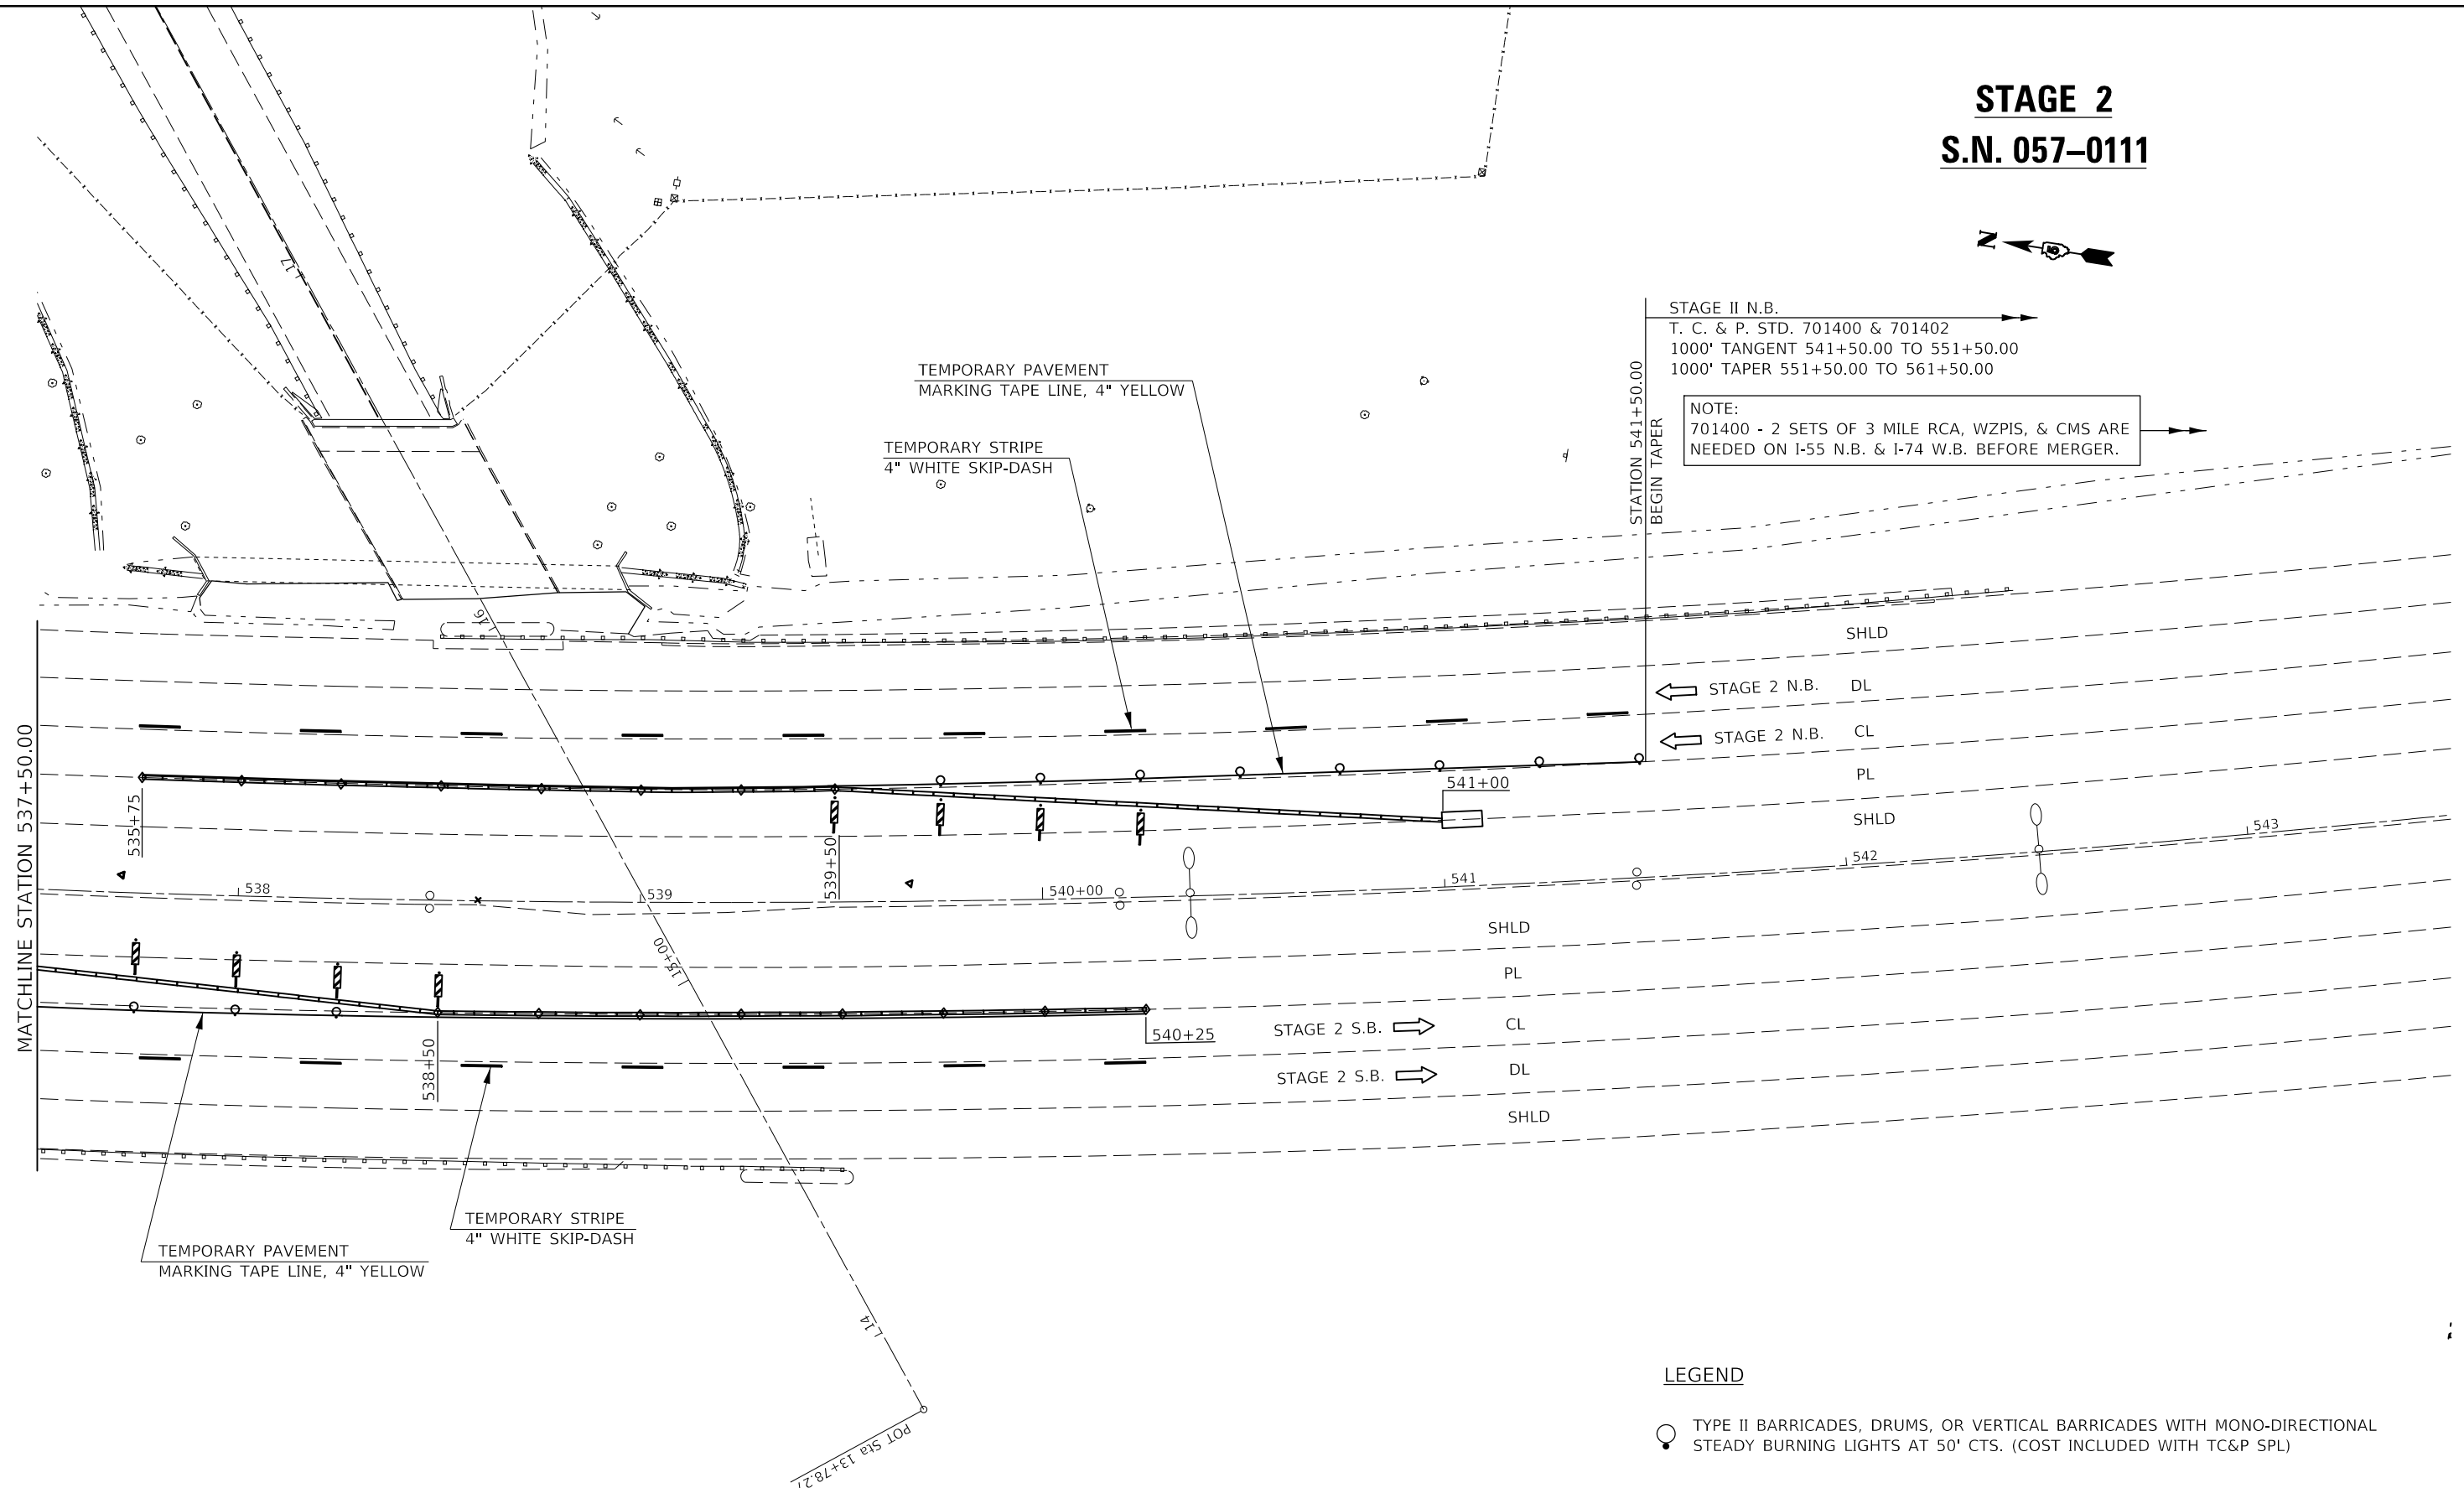 STAGE 2
S.N. 057–0111
N
STAGE II N.B.
T. C. & P. STD. 701400 & 701402
1000' TANGENT 541+50.00 TO 551+50.00
1000' TAPER 551+50.00 TO 561+50.00
NOTE:
701400 - 2 SETS OF 3 MILE RCA, WZPIS, & CMS ARE
NEEDED ON I-55 N.B. & I-74 W.B. BEFORE MERGER.
STATION 541+50.00
BEGIN TAPER
TEMPORARY PAVEMENT
MARKING TAPE LINE, 4" YELLOW
TEMPORARY STRIPE
4" WHITE SKIP-DASH
17
16
SHLD
STAGE 2 N.B. DL
STAGE 2 N.B. CL
PL
SHLD
MATCHLINE STATION 537+50.00
535+75
539+50
541+00
538
539
540+00
541
542
543
15+00
SHLD
PL
STAGE 2 S.B. CL
STAGE 2 S.B. DL
SHLD
538+50
540+25
TEMPORARY STRIPE
4" WHITE SKIP-DASH
TEMPORARY PAVEMENT
MARKING TAPE LINE, 4" YELLOW
14
POT Sta 13+78.27
LEGEND
TYPE II BARRICADES, DRUMS, OR VERTICAL BARRICADES WITH MONO-DIRECTIONAL
STEADY BURNING LIGHTS AT 50' CTS. (COST INCLUDED WITH TC&P SPL)